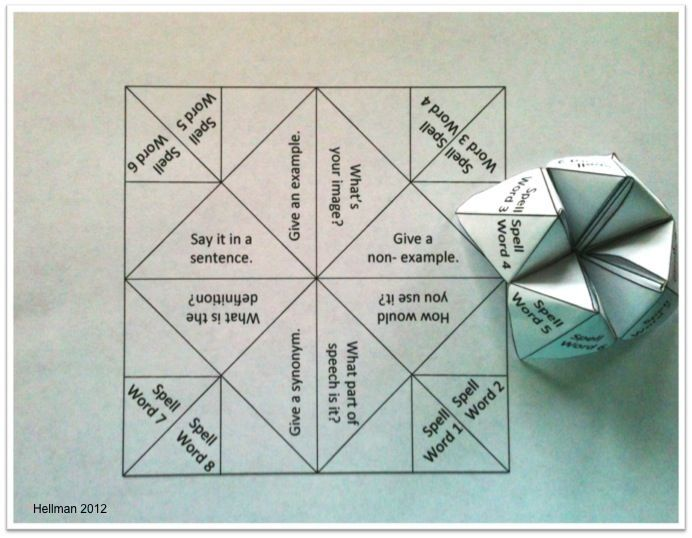 Spell
Word 5
Spell
Word 6
Spell
Word 3
Spell
Word 4
Give an example.
What's
your image?
Say it in a
sentence.
Give a
non- example.
What is the
definition?
How would
you use it?
Give a synonym.
What part of
speech is it?
Spell
Word 7
Spell
Word 8
Spell
Word 1
Spell
Word 2
Spell
Word 3
Spell
Word 4
Spell
Word 5
Spell
Word 6
Hellman 2012